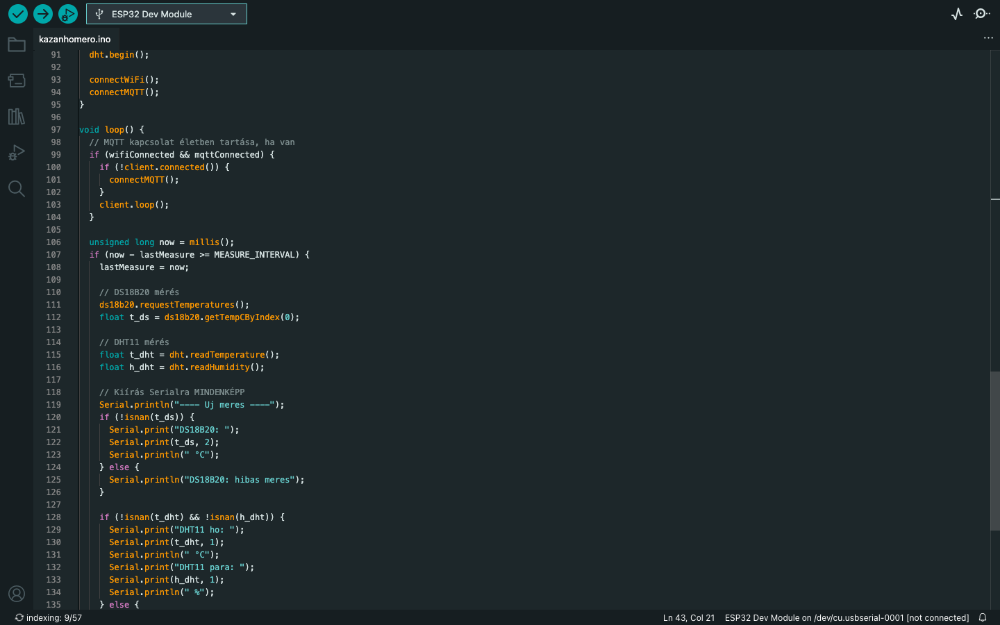 ESP32 Dev Module
kazanhomero.ino
91 dht.begin();
92
93 connectWiFi();
94 connectMQTT();
95 }
96
97 void loop() {
98 // MQTT kapcsolat életben tartása, ha van
99 if (wifiConnected && mqttConnected) {
100 if (!client.connected()) {
101 connectMQTT();
102 }
103 client.loop();
104 }
105
106 unsigned long now = millis();
107 if (now - lastMeasure >= MEASURE_INTERVAL) {
108 lastMeasure = now;
109
110 // DS18B20 mérés
111 ds18b20.requestTemperatures();
112 float t_ds = ds18b20.getTempCByIndex(0);
113
114 // DHT11 mérés
115 float t_dht = dht.readTemperature();
116 float h_dht = dht.readHumidity();
117
118 // Kiírás Serialra MINDENKÉPP
119 Serial.println("---- Uj meres ----");
120 if (!isnan(t_ds)) {
121 Serial.print("DS18B20: ");
122 Serial.print(t_ds, 2);
123 Serial.println(" °C");
124 } else {
125 Serial.println("DS18B20: hibas meres");
126 }
127
128 if (!isnan(t_dht) && !isnan(h_dht)) {
129 Serial.print("DHT11 ho: ");
130 Serial.print(t_dht, 1);
131 Serial.println(" °C");
132 Serial.print("DHT11 para: ");
133 Serial.print(h_dht, 1);
134 Serial.println(" %");
135 } else {
indexing: 9/57
Ln 43, Col 21 ESP32 Dev Module on /dev/cu.usbserial-0001 [not connected]